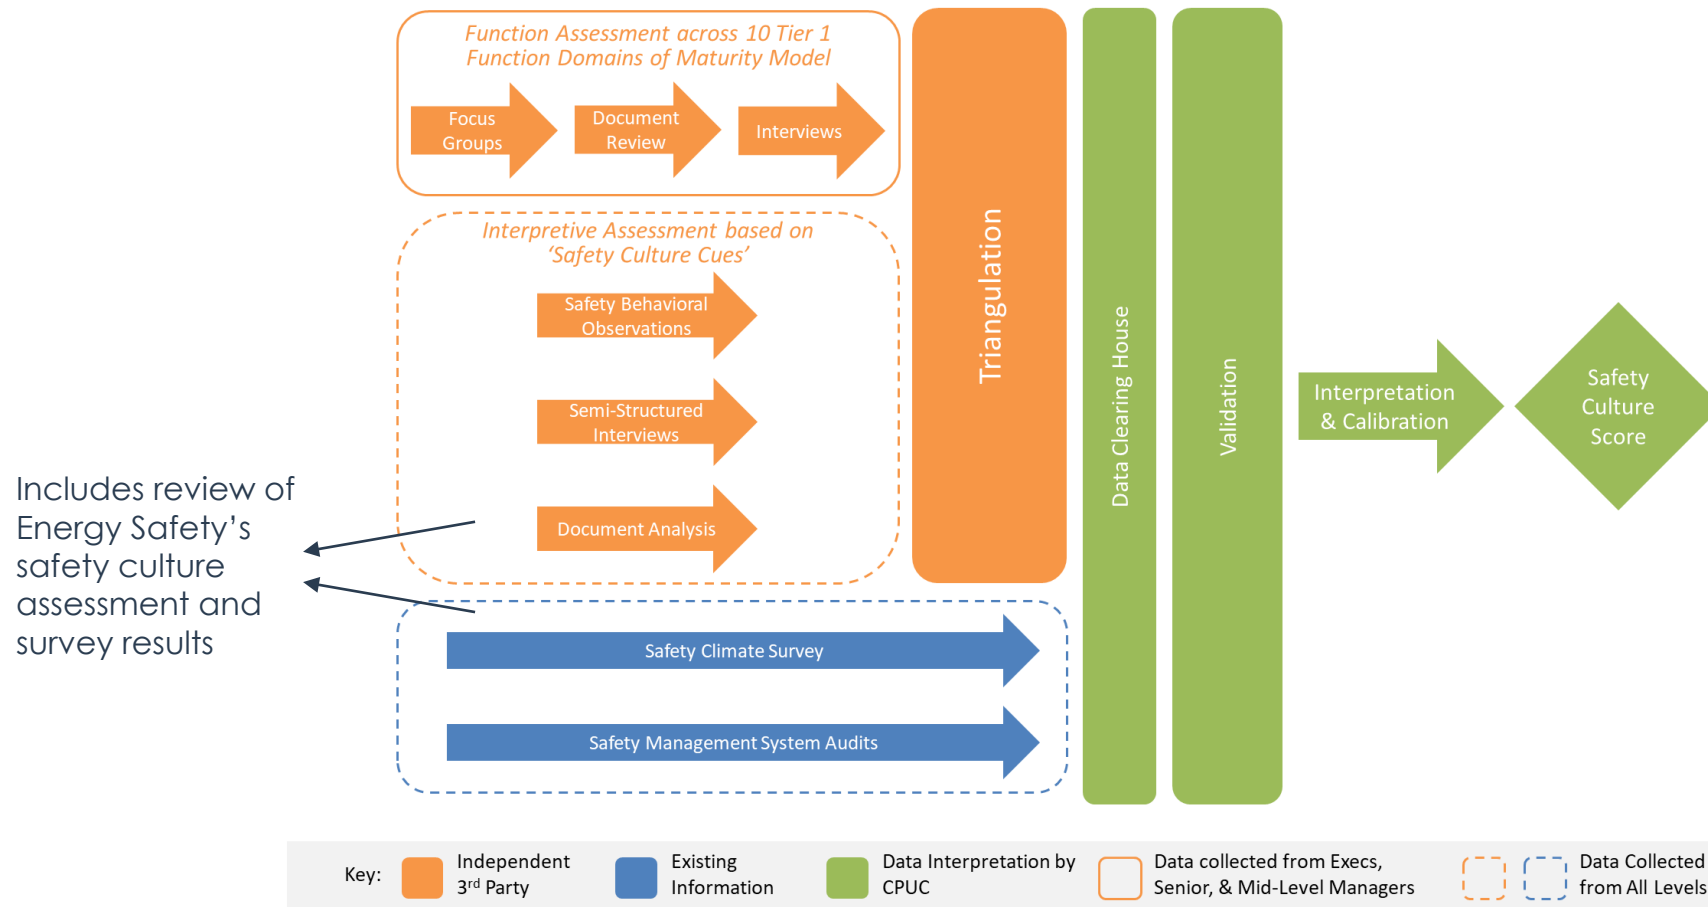 Function Assessment across 10 Tier 1
Function Domains of Maturity Model
Focus
Groups
Document
Review
Interviews
Interpretive Assessment based on
‘Safety Culture Cues’
Safety Behavioral
Observations
Semi-Structured
Interviews
Document Analysis
Includes review of
Energy Safety’s
safety culture
assessment and
survey results
Safety Climate Survey
Safety Management System Audits
Triangulation
Data Clearing House
Validation
Interpretation
& Calibration
Safety
Culture
Score
Key:
Independent
3rd Party
Existing
Information
Data Interpretation by
CPUC
Data collected from Execs,
Senior, & Mid-Level Managers
Data Collected
from All Levels